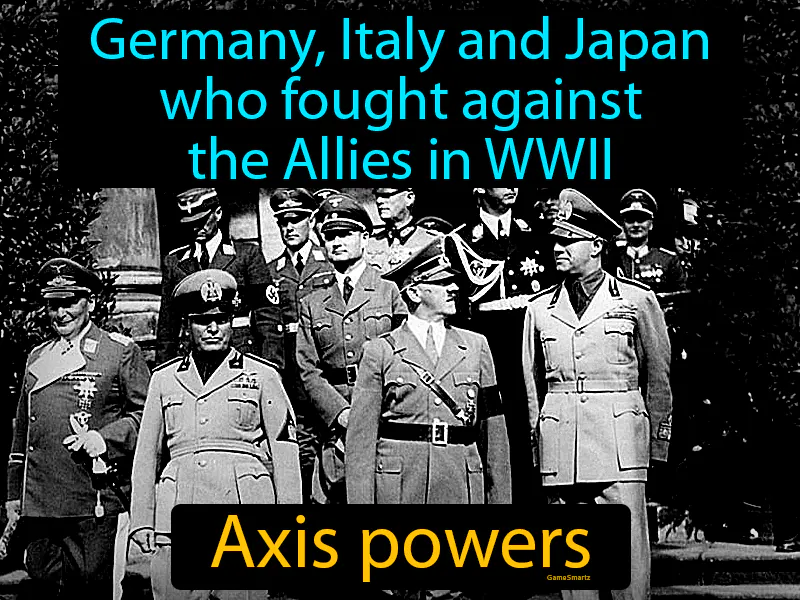 Germany, Italy and Japan
who fought against
the Allies in WWII
Axis powers
GameSmartz